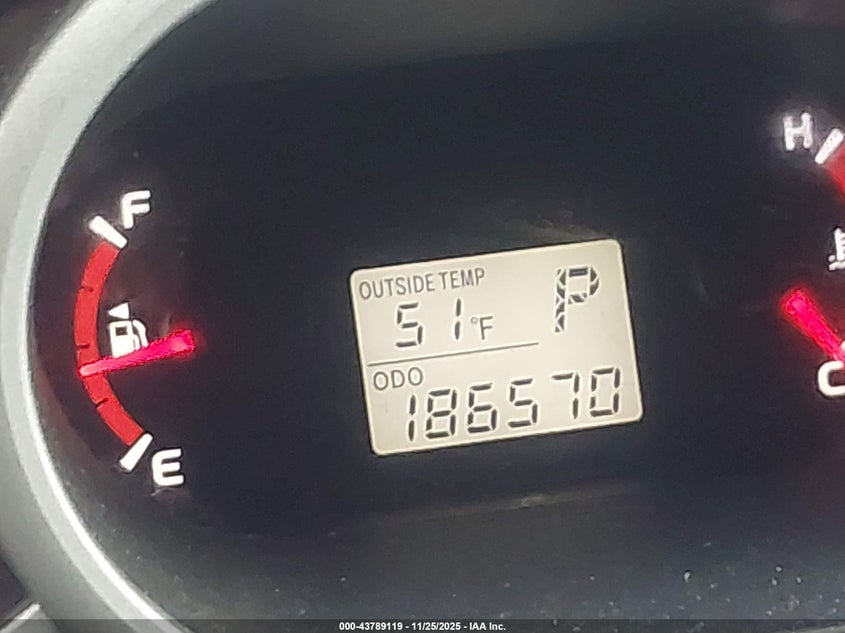 F
H
OUTSIDE TEMP
P
51°F
ODO
186570
C
E
000-43789119 - 11/25/2025 - IAA Inc.